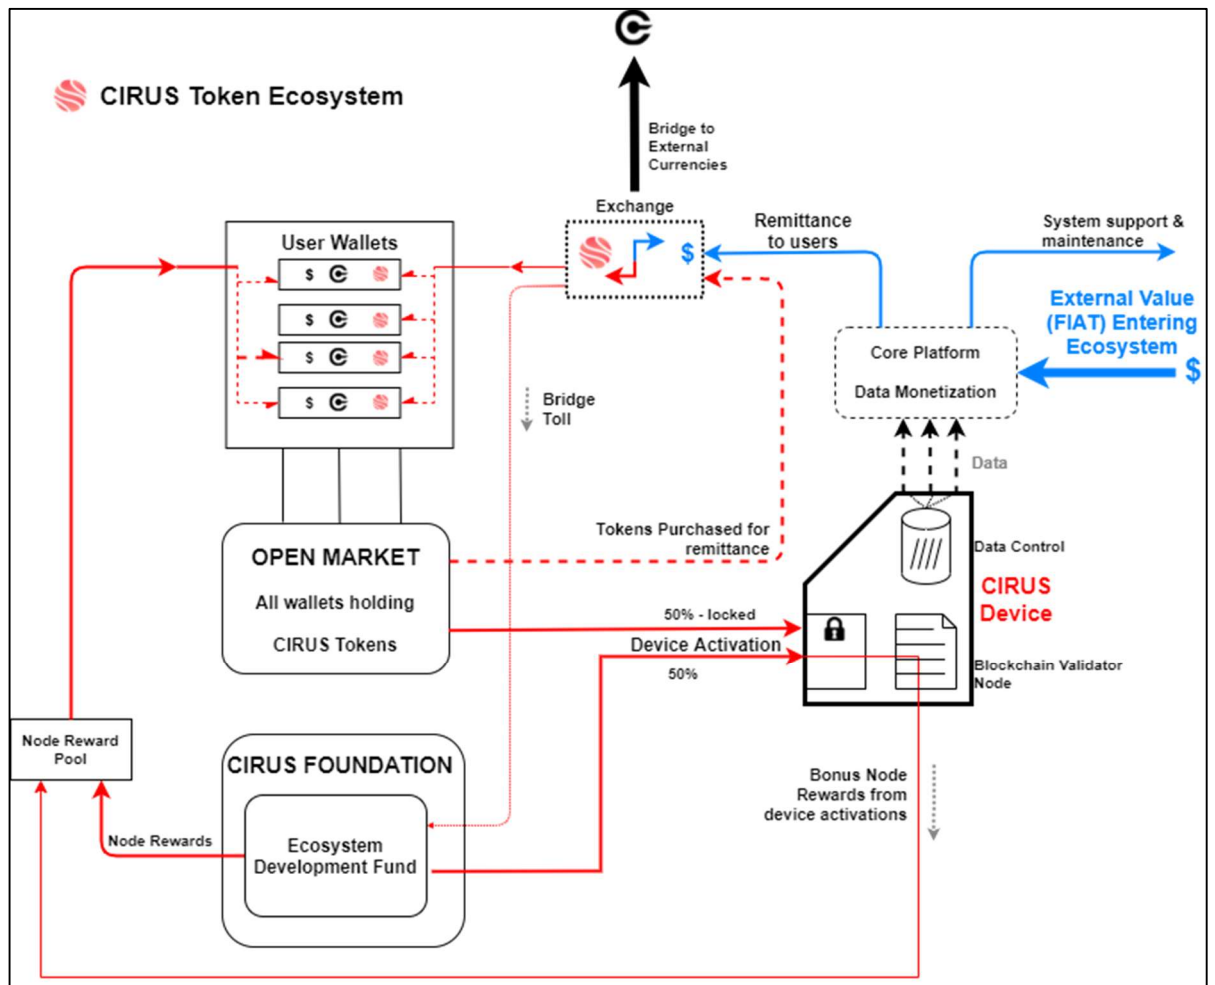 CIRUS Token Ecosystem
Bridge to
External
Currencies
Exchange
$
Remittance
to users
System support &
maintenance
External Value
(FIAT) Entering
Ecosystem
$
Core Platform
Data Monetization
User Wallets
$
$
$
$
Bridge
Toll
Data
Tokens Purchased for
remittance
OPEN MARKET
All wallets holding
CIRUS Tokens
Data Control
CIRUS
Device
50% - locked
Device Activation
50%
Blockchain Validator
Node
Node Reward
Pool
CIRUS FOUNDATION
Ecosystem
Development Fund
Node Rewards
Bonus Node
Rewards from
device activations